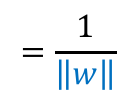 = 1 / ‖w‖